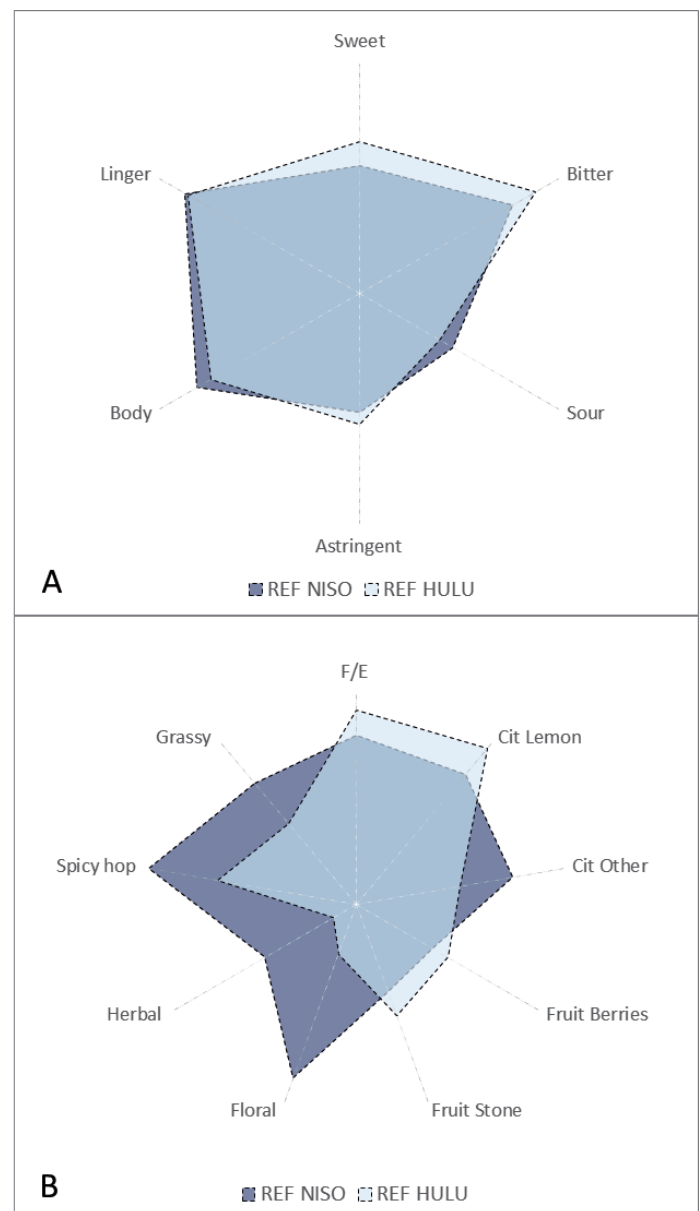 Sweet
Linger Bitter
Body Sour
Astringent
A
REF NISO REF HULU
F/E
Grassy Cit Lemon
Spicy hop Cit Other
Herbal Fruit Berries
Floral Fruit Stone
B
REF NISO REF HULU